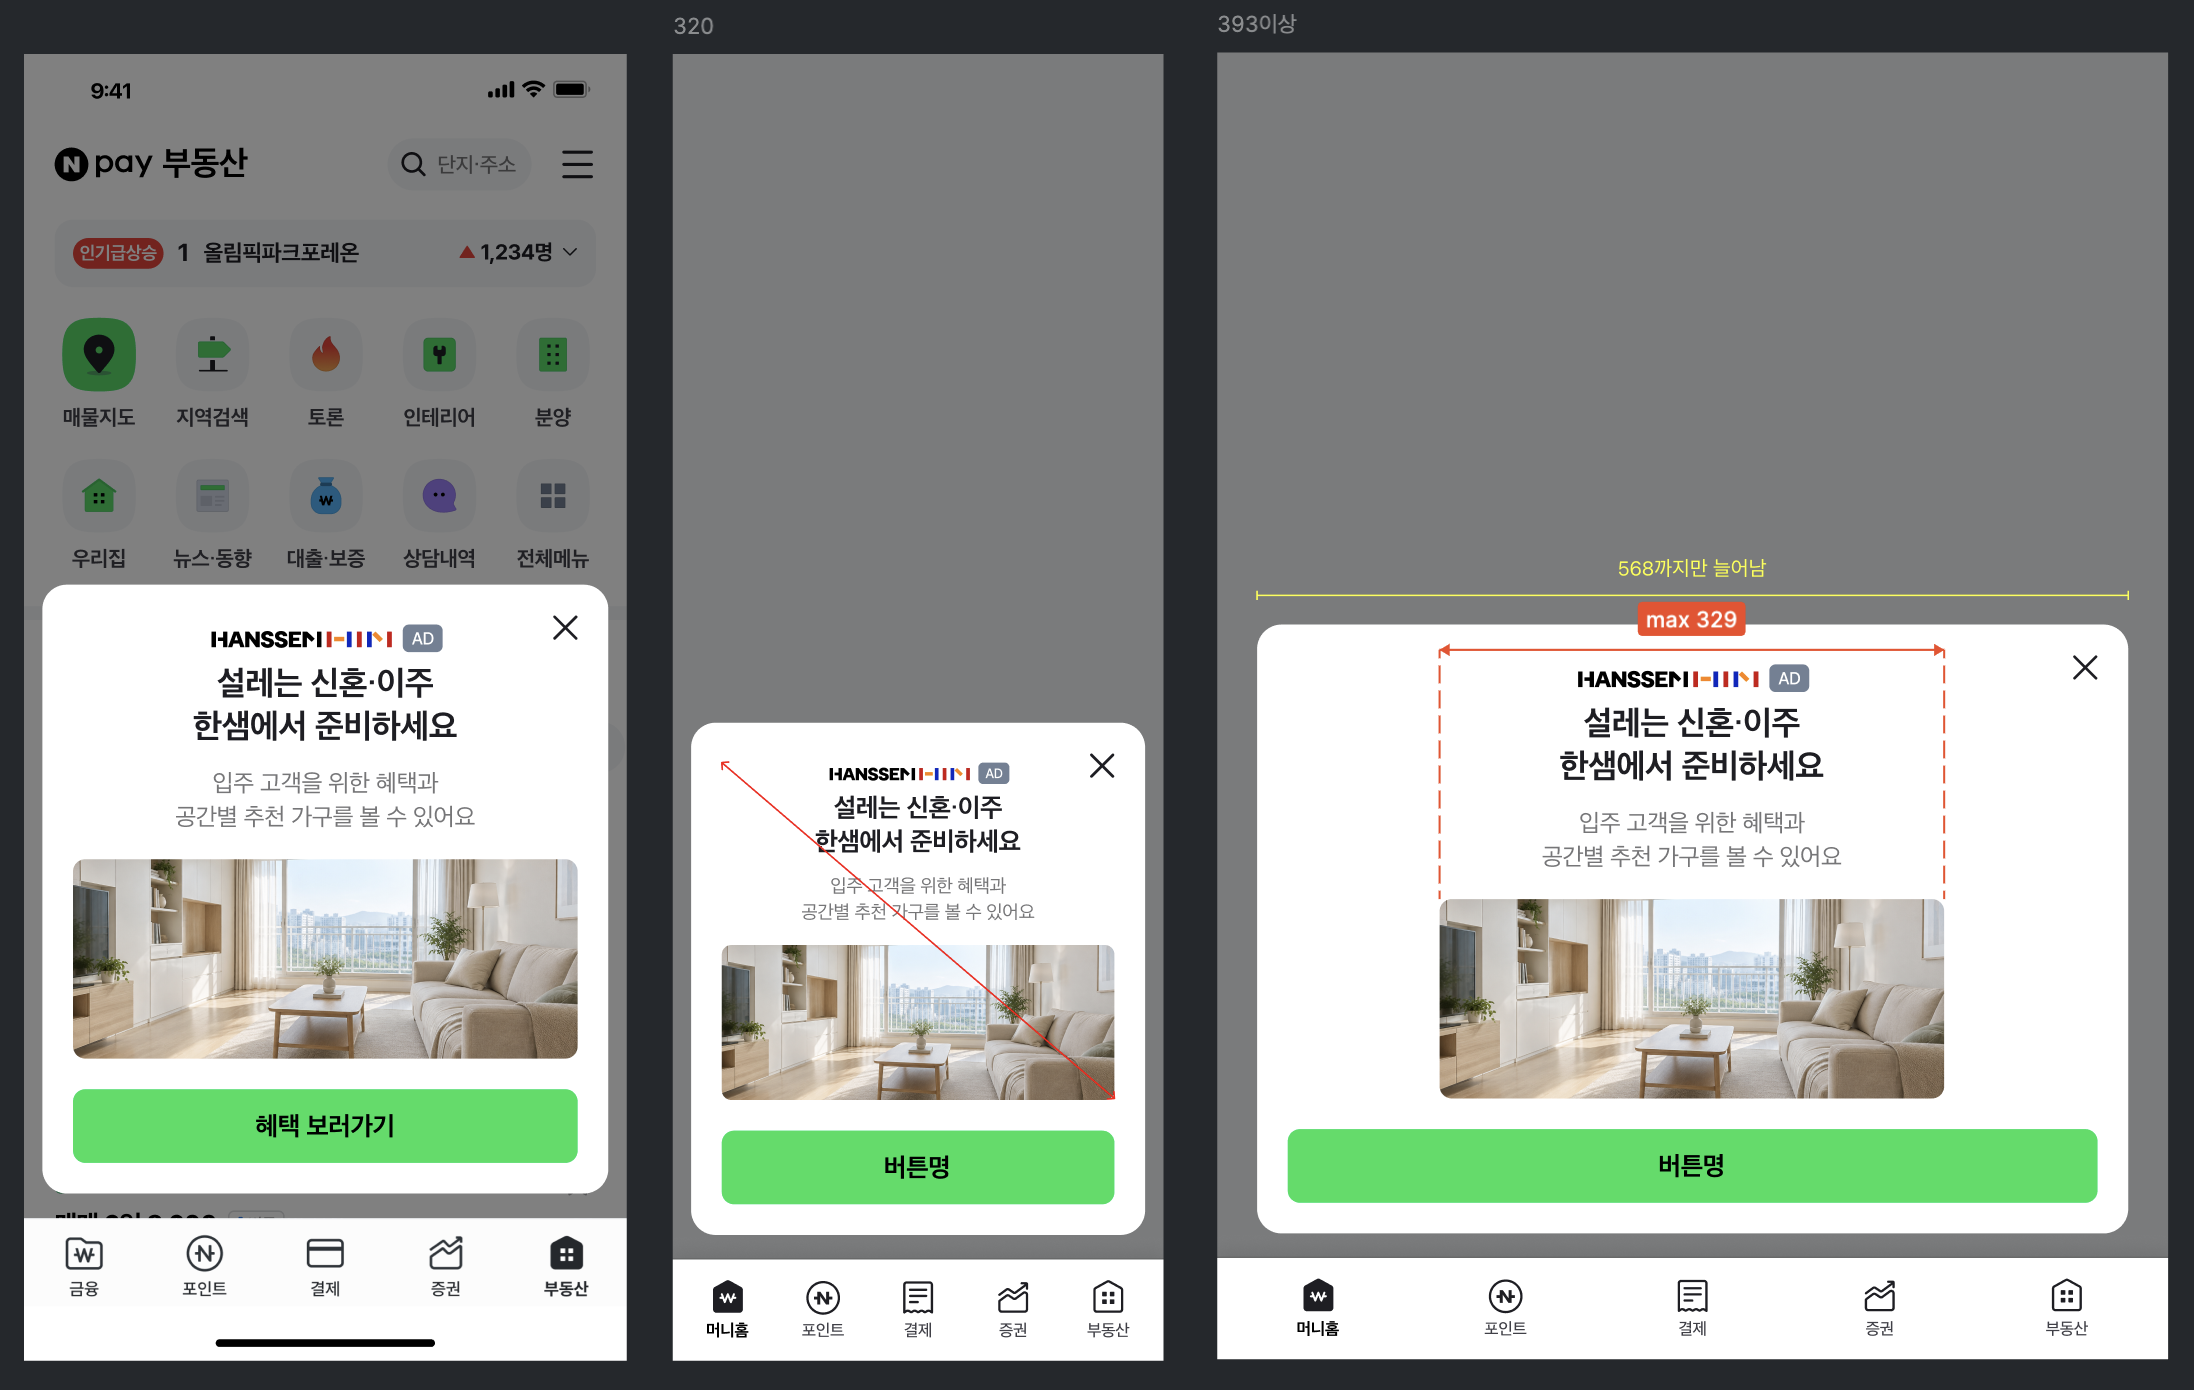 320
393이상
9:41
N pay 부동산
단지·주소
인기급상승 1 올림픽파크포레온 ▲ 1,234명
매물지도 지역검색 토론 인테리어 분양
우리집 뉴스·동향 대출·보증 상담내역 전체메뉴
HANSSEM AD
설레는 신혼·이주
한샘에서 준비하세요
입주 고객을 위한 혜택과
공간별 추천 가구를 볼 수 있어요
혜택 보러가기
금융 포인트 결제 증권 부동산
HANSSEM AD
설레는 신혼·이주
한샘에서 준비하세요
입주 고객을 위한 혜택과
공간별 추천 가구를 볼 수 있어요
버튼명
머니홈 포인트 결제 증권 부동산
568까지만 늘어남
max 329
HANSSEM AD
설레는 신혼·이주
한샘에서 준비하세요
입주 고객을 위한 혜택과
공간별 추천 가구를 볼 수 있어요
버튼명
머니홈 포인트 결제 증권 부동산